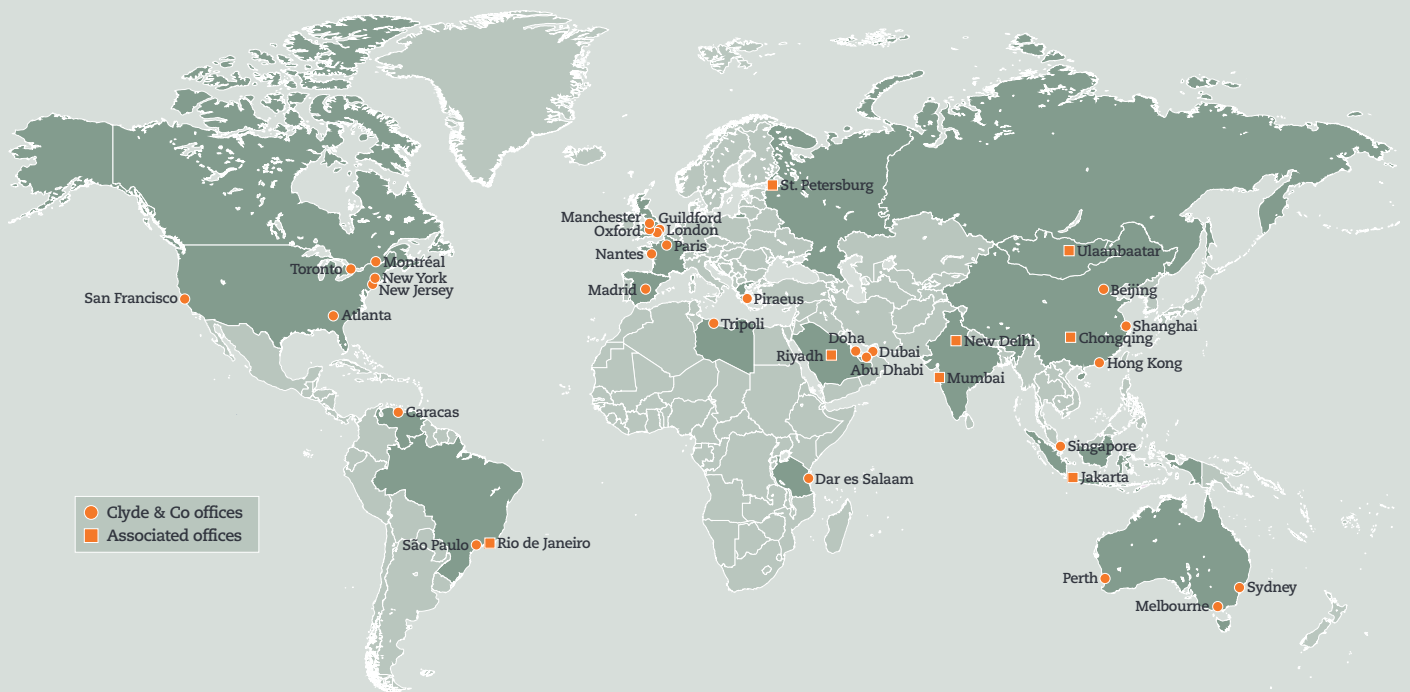 St. Petersburg
Manchester
Guildford
Oxford
London
Paris
Nantes
Ulaanbaatar
Toronto
Montréal
New York
New Jersey
San Francisco
Madrid
Piraeus
Beijing
Atlanta
Tripoli
Shanghai
Doha
New Delhi
Chongqing
Riyadh
Dubai
Abu Dhabi
Hong Kong
Mumbai
Caracas
Singapore
Dar es Salaam
Jakarta
Clyde & Co offices
Associated offices
São Paulo
Rio de Janeiro
Perth
Sydney
Melbourne